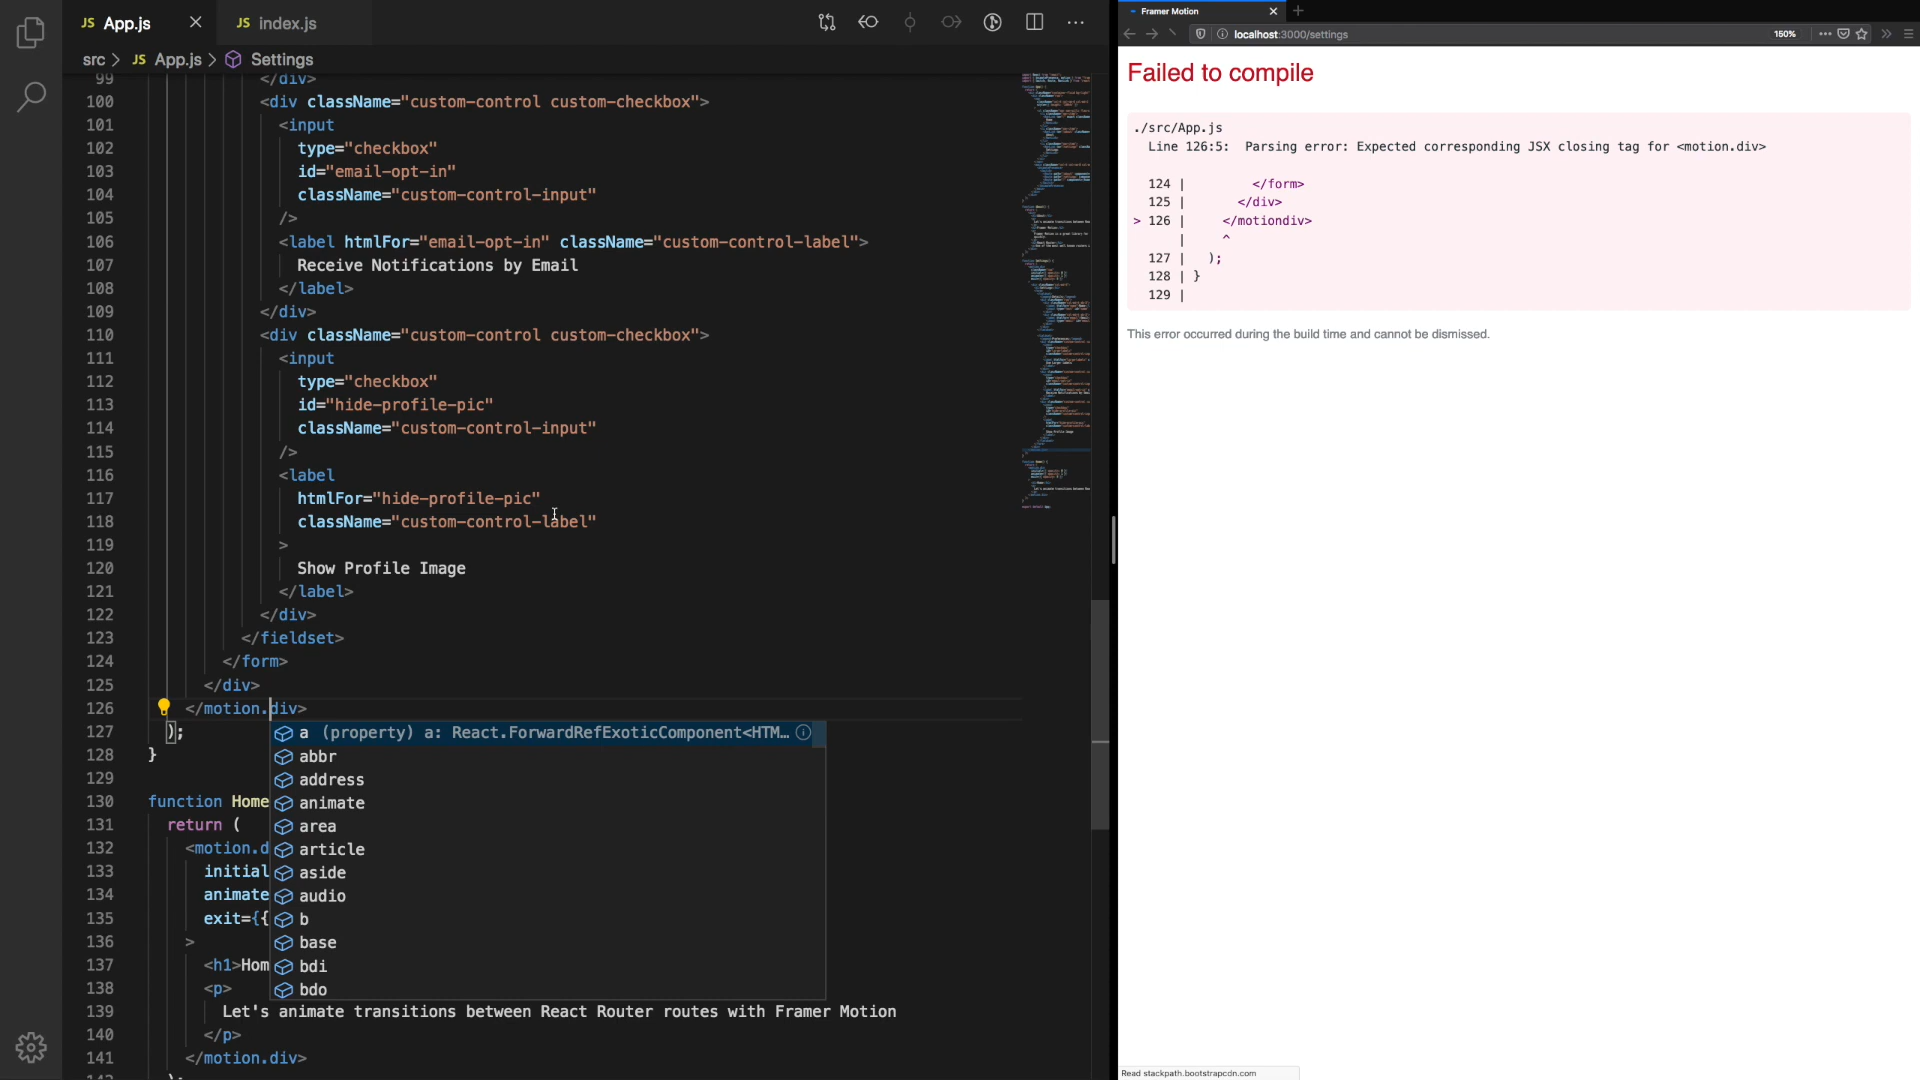 JS App.js
JS index.js
src > JS App.js > Settings
99 </div>
100 <div className="custom-control custom-checkbox">
101 <input
102 type="checkbox"
103 id="email-opt-in"
104 className="custom-control-input"
105 />
106 <label htmlFor="email-opt-in" className="custom-control-label">
107 Receive Notifications by Email
108 </label>
109 </div>
110 <div className="custom-control custom-checkbox">
111 <input
112 type="checkbox"
113 id="hide-profile-pic"
114 className="custom-control-input"
115 />
116 <label
117 htmlFor="hide-profile-pic"
118 className="custom-control-label"
119 >
120 Show Profile Image
121 </label>
122 </div>
123 </fieldset>
124 </form>
125 </div>
126 </motion.div>
127 );
128 }
129
130 function Home
131 return (
132 <motion.d
133 initial
134 animate
135 exit={{
136 >
137 <h1>Hom
138 <p>
139 Let's animate transitions between React Router routes with Framer Motion
140 </p>
141 </motion.div>
a (property) a: React.ForwardRefExoticComponent<HTM…
abbr
address
animate
area
article
aside
audio
b
base
bdi
bdo
Framer Motion
localhost:3000/settings
150%
Failed to compile
./src/App.js
Line 126:5: Parsing error: Expected corresponding JSX closing tag for <motion.div>
124 | </form>
125 | </div>
> 126 | </motiondiv>
| ^
127 | );
128 | }
129 |
This error occurred during the build time and cannot be dismissed.
Read stackpath.bootstrapcdn.com